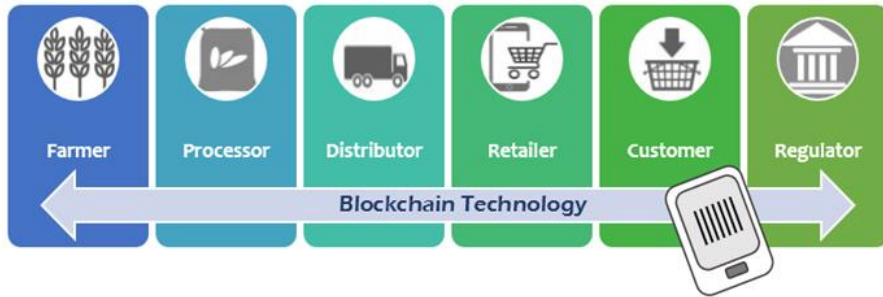 Farmer
Processor
Distributor
Retailer
Customer
Regulator
Blockchain Technology